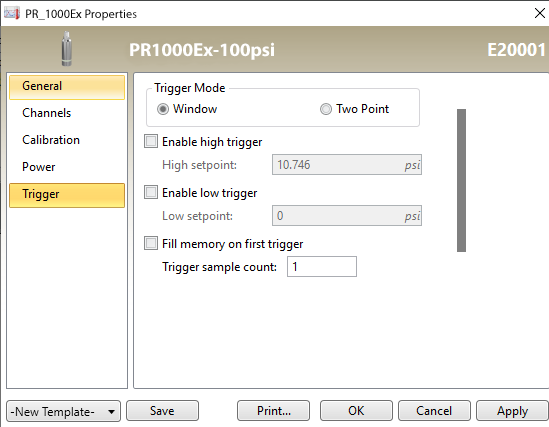 PR_1000Ex Properties
PR1000Ex-100psi E20001
General
Channels
Calibration
Power
Trigger
Trigger Mode
Window Two Point
Enable high trigger
High setpoint: 10.746 psi
Enable low trigger
Low setpoint: 0 psi
Fill memory on first trigger
Trigger sample count: 1
-New Template- Save Print... OK Cancel Apply